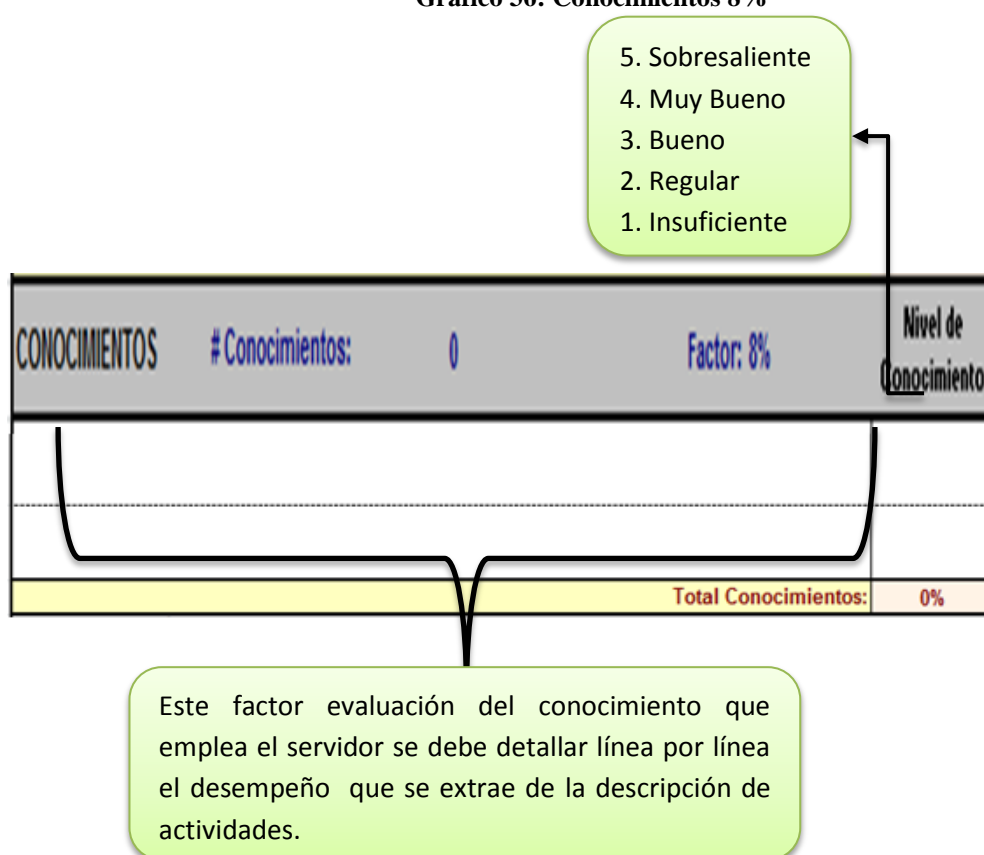 Conocimientos 8%
5. Sobresaliente
4. Muy Bueno
3. Bueno
2. Regular
1. Insuficiente
CONOCIMIENTOS # Conocimientos: 0 Factor: 8% Nivel de
Conocimiento
Total Conocimientos: 0%
Este factor evaluación del conocimiento que
emplea el servidor se debe detallar línea por línea
el desempeño que se extrae de la descripción de
actividades.